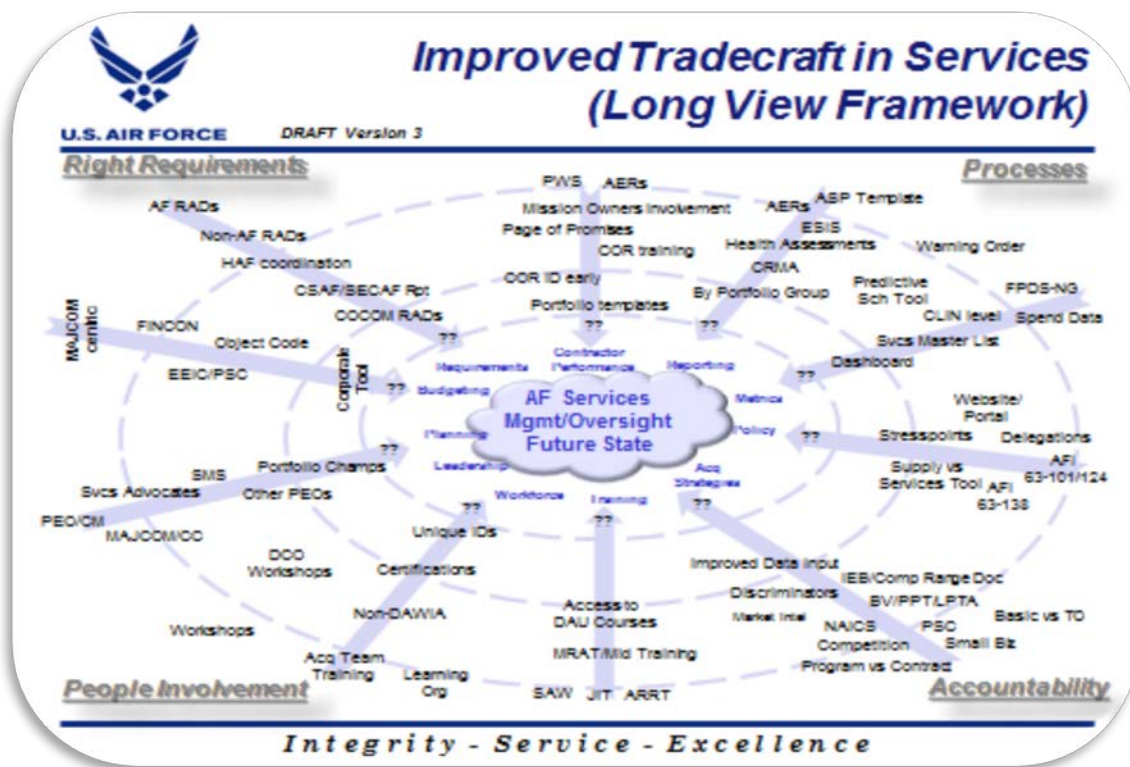 Improved Tradecraft in Services
(Long View Framework)
U.S. AIR FORCE
DRAFT Version 3
Right Requirements
Processes
PWS AERs
AERs
ASP Template
AF RADs
Mission Owners Involvement
Page of Promises
ESIS
Non-AF RADs
COR training
Health Assessments
Warning Order
HAF coordination
CRMA
COR ID early
CSAF/SECAF Rpt
By Portfolio Group
Predictive
Sch Tool
FPDS-NG
Portfolio templates
COCOM RADs
CLIN level
Spend Data
MAJCOM
centric
FINCON
??
??
??
Object Code
Svcs Master List
Corporate
Tool
Contractor
Performance
Requirements
Reporting
Dashboard
EEIC/PSC
??
Budgeting
??
AF Services
Mgmt/Oversight
Future State
Metrics
Website/
Portal
Planning
Policy
??
Stresspoints
Delegations
??
Portfolio Champs
Leadership
Acq
Strategies
Supply vs
Services Tool
AFI
63-101/124
SMS
AFI
63-138
Svcs Advocates
Other PEOs
Workforce
Training
??
??
??
PEO/CM
MAJCOM/CC
Unique IDs
DCO
Workshops
Certifications
Improved Data Input
IEB/Comp Range Doc
Discriminators
BV/PPT/LPTA
Non-DAWIA
Access to
DAU Courses
Market Intel
NAICS
PSC
Basic vs TO
Workshops
Competition
Small Biz
Acq Team
Training
Learning
Org
MRAT/Mid Training
Program vs Contract
SAW JIT ARRT
People Involvement
Accountability
Integrity - Service - Excellence